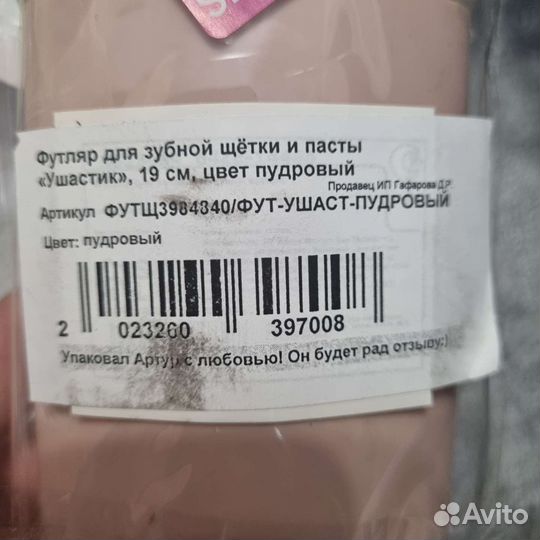 Футляр для зубной щётки и пасты
«Ушастик», 19 см, цвет пудровый
Продавец ИП Гафарова Д.Р.
Артикул ФУТЩ3984340/ФУТ-УШАСТ-ПУДРОВЫЙ
Цвет: пудровый
2 023260 397008
Упаковал Артур с любовью! Он будет рад отзыву:)
Avito